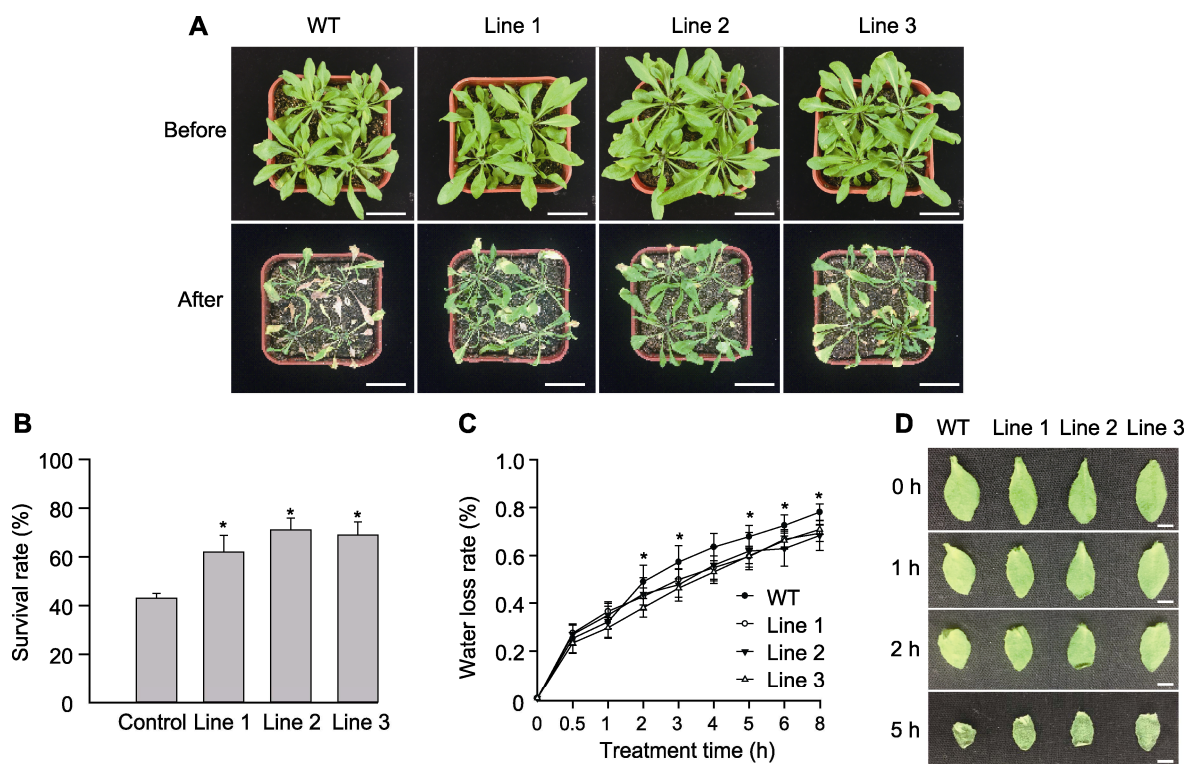 A
WT Line 1 Line 2 Line 3
Before
After
B
Survival rate (%)
100
80
60
40
20
0
* * *
Control Line 1 Line 2 Line 3
C
Water loss rate (%)
1.0
0.8
0.6
0.4
0.2
0
* * * * *
WT
Line 1
Line 2
Line 3
0 0.5 1 2 3 4 5 6 8
Treatment time (h)
D
WT Line 1 Line 2 Line 3
0 h
1 h
2 h
5 h